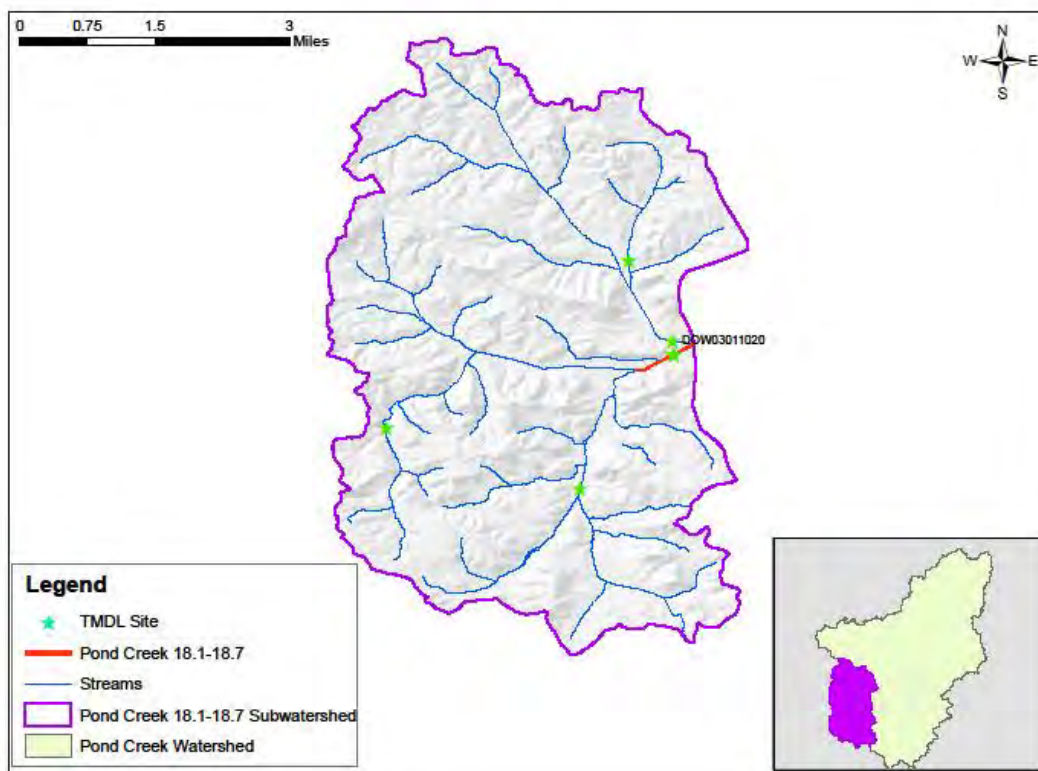 0 0.75 1.5 3
Miles
N
W E
S
DOW03011020
Legend
TMDL Site
Pond Creek 18.1-18.7
Streams
Pond Creek 18.1-18.7 Subwatershed
Pond Creek Watershed